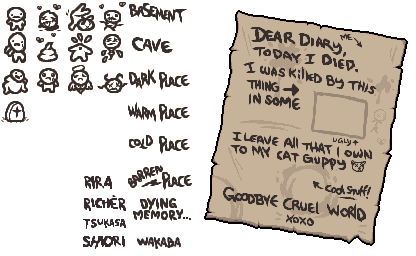 BASEMENT
CAVE
DARK PLACE
WARM PLACE
COLD PLACE
RIRA
BARREN PLACE
RICHER
DYING
MEMORY...
TSUKASA
SHIORI
WAKABA
DEAR DIARY,
ME
TODAY I DIED.
I WAS KILLED BY THIS
THING
IN SOME
UGLY↑
I LEAVE ALL THAT I OWN
TO MY CAT GUPPY
COOL STUFF!
GOODBYE CRUEL WORLD
XOXO